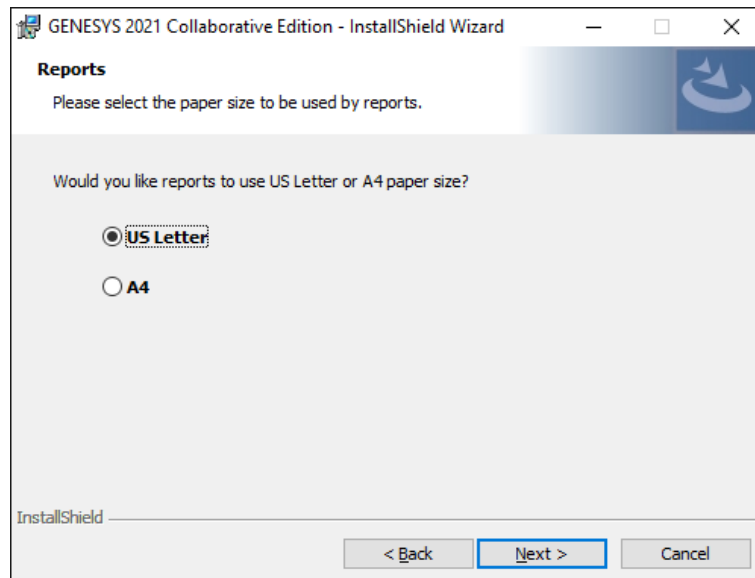 GENESYS 2021 Collaborative Edition - InstallShield Wizard
Reports
Please select the paper size to be used by reports.
Would you like reports to use US Letter or A4 paper size?
US Letter
A4
InstallShield
< Back Next > Cancel